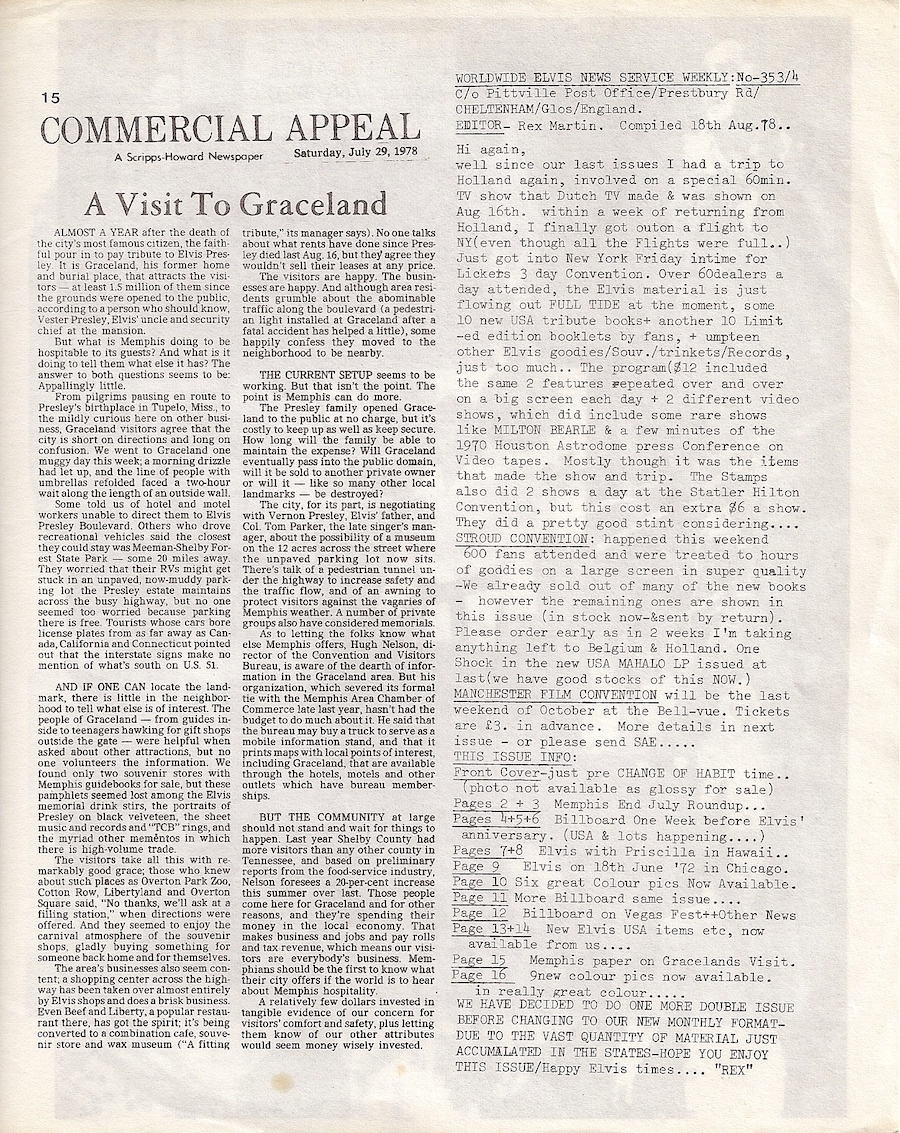 15
COMMERCIAL APPEAL
A Scripps-Howard Newspaper Saturday, July 29, 1978
A Visit To Graceland
ALMOST A YEAR after the death of
the city's most famous citizen, the faith-
ful pour in to pay tribute to Elvis Pres-
ley. It is Graceland, his former home
and burial place, that attracts the visi-
tors — at least 1.5 million of them since
the grounds were opened to the public,
according to a person who should know,
Vester Presley, Elvis' uncle and security
chief at the mansion.
But what is Memphis doing to be
hospitable to its guests? And what is it
doing to tell them what else it has? The
answer to both questions seems to be:
Appallingly little.
From pilgrims pausing en route to
Presley's birthplace in Tupelo, Miss., to
the mildly curious here on other busi-
ness, Graceland visitors agree that the
city is short on directions and long on
confusion. We went to Graceland one
muggy day this week; a morning drizzle
had let up, and the line of people with
umbrellas refolded faced a two-hour
wait along the length of an outside wall.
Some told us of hotel and motel
workers unable to direct them to Elvis
Presley Boulevard. Others who drove
recreational vehicles said the closest
they could stay was Meeman-Shelby For-
est State Park — some 20 miles away.
They worried that their RVs might get
stuck in an unpaved, now-muddy park-
ing lot the Presley estate maintains
across the busy highway, but no one
seemed too worried because parking
there is free. Tourists whose cars bore
license plates from as far away as Can-
ada, California and Connecticut pointed
out that the interstate signs make no
mention of what's south on U.S. 51.
AND IF ONE CAN locate the land-
mark, there is little in the neighbor-
hood to tell what else is of interest. The
people of Graceland — from guides in-
side to teenagers hawking for gift shops
outside the gate — were helpful when
asked about other attractions, but no
one volunteers the information. We
found only two souvenir stores with
Memphis guidebooks for sale, but these
pamphlets seemed lost among the Elvis
memorial drink stirs, the portraits of
Presley on black velveteen, the sheet
music and records and "TCB" rings, and
the myriad other mementos in which
there is high-volume trade.
The visitors take all this with re-
markably good grace; those who knew
about such places as Overton Park Zoo,
Cotton Row, Libertyland and Overton
Square said, "No thanks, we'll ask at a
filling station," when directions were
offered. And they seemed to enjoy the
carnival atmosphere of the souvenir
shops, gladly buying something for
someone back home and for themselves.
The area's businesses also seem con-
tent; a shopping center across the high-
way has been taken over almost entirely
by Elvis shops and does a brisk business.
Even Beef and Liberty, a popular restau-
rant there, has got the spirit; it's being
converted to a combination cafe, souve-
nir store and wax museum ("A fitting
tribute," its manager says). No one talks
about what rents have done since Pres-
ley died last Aug. 16, but they agree they
wouldn't sell their leases at any price.
The visitors are happy. The busin-
esses are happy. And although area resi-
dents grumble about the abominable
traffic along the boulevard (a pedestri-
an light installed at Graceland after a
fatal accident has helped a little), some
happily confess they moved to the
neighborhood to be nearby.
THE CURRENT SETUP seems to be
working. But that isn't the point. The
point is Memphis can do more.
The Presley family opened Grace-
land to the public at no charge, but it's
costly to keep up as well as keep secure.
How long will the family be able to
maintain the expense? Will Graceland
eventually pass into the public domain,
will it be sold to another private owner
or will it — like so many other local
landmarks — be destroyed?
The city, for its part, is negotiating
with Vernon Presley, Elvis' father, and
Col. Tom Parker, the late singer's man-
ager, about the possibility of a museum
on the 12 acres across the street where
the unpaved parking lot now sits.
There's talk of a pedestrian tunnel un-
der the highway to increase safety and
the traffic flow, and of an awning to
protect visitors against the vagaries of
Memphis weather. A number of private
groups also have considered memorials.
As to letting the folks know what
else Memphis offers, Hugh Nelson, di-
rector of the Convention and Visitors
Bureau, is aware of the dearth of infor-
mation in the Graceland area. But his
organization, which severed its formal
tie with the Memphis Area Chamber of
Commerce late last year, hasn't had the
budget to do much about it. He said that
the bureau may buy a truck to serve as a
mobile information stand, and that it
prints maps with local points of interest,
including Graceland, that are available
through the hotels, motels and other
outlets which have bureau member-
ships.
BUT THE COMMUNITY at large
should not stand and wait for things to
happen. Last year Shelby County had
more visitors than any other county in
Tennessee, and based on preliminary
reports from the food-service industry,
Nelson foresees a 20-per-cent increase
this summer over last. Those people
come here for Graceland and for other
reasons, and they're spending their
money in the local economy. That
makes business and jobs and pay rolls
and tax revenue, which means our visi-
tors are everybody's business. Mem-
phians should be the first to know what
their city offers if the world is to hear
about Memphis hospitality.
A relatively few dollars invested in
tangible evidence of our concern for
visitors' comfort and safety, plus letting
them know of our other attributes
would seem money wisely invested.
WORLDWIDE ELVIS NEWS SERVICE WEEKLY:No-353/4
C/o Pittville Post Office/Prestbury Rd/
CHELTENHAM/Glos/England.
EDITOR- Rex Martin. Compiled 18th Aug.78..
Hi again,
well since our last issues I had a trip to
Holland again, involved on a special 60min.
TV show that Dutch TV made & was shown on
Aug 16th. within a week of returning from
Holland, I finally got outon a flight to
NY(even though all the Flights were full..)
Just got into New York Friday intime for
Lickers 3 day Convention. Over 60dealers a
day attended, the Elvis material is just
flowing out FULL TIDE at the moment, some
10 new USA tribute books+ another 10 Limit
-ed edition booklets by fans, + umpteen
other Elvis goodies/Souv./trinkets/Records,
just too much.. The program($12 included
the same 2 features repeated over and over
on a big screen each day + 2 different video
shows, which did include some rare shows
like MILTON BEARLE & a few minutes of the
1970 Houston Astrodome press Conference on
Video tapes. Mostly though it was the items
that made the show and trip. The Stamps
also did 2 shows a day at the Statler Hilton
Convention, but this cost an extra $6 a show.
They did a pretty good stint considering....
STROUD CONVENTION: happened this weekend
600 fans attended and were treated to hours
of goodies on a large screen in super quality
-We already sold out of many of the new books
- however the remaining ones are shown in
this issue (in stock now-&sent by return).
Please order early as in 2 weeks I'm taking
anything left to Belgium & Holland. One
Shock in the new USA MAHALO LP issued at
last(we have good stocks of this NOW.)
MANCHESTER FILM CONVENTION will be the last
weekend of October at the Bell-vue. Tickets
are £3. in advance. More details in next
issue - or please send SAE.....
THIS ISSUE INFO:
Front Cover-just pre CHANGE OF HABIT time..
(photo not available as glossy for sale)
Pages 2 + 3 Memphis End July Roundup...
Pages 4+5+6 Billboard One Week before Elvis'
anniversary. (USA & lots happening....)
Pages 7+8 Elvis with Priscilla in Hawaii..
Page 9 Elvis on 18th June '72 in Chicago.
Page 10 Six great Colour pics Now Available.
Page 11 More Billboard same issue....
Page 12 Billboard on Vegas Fest++Other News
Page 13+14 New Elvis USA items etc, now
available from us....
Page 15 Memphis paper on Gracelands Visit.
Page 16 9new colour pics now available.
in really great colour.....
WE HAVE DECIDED TO DO ONE MORE DOUBLE ISSUE
BEFORE CHANGING TO OUR NEW MONTHLY FORMAT-
DUE TO THE VAST QUANTITY OF MATERIAL JUST
ACCUMALATED IN THE STATES-HOPE YOU ENJOY
THIS ISSUE/Happy Elvis times.... "REX"